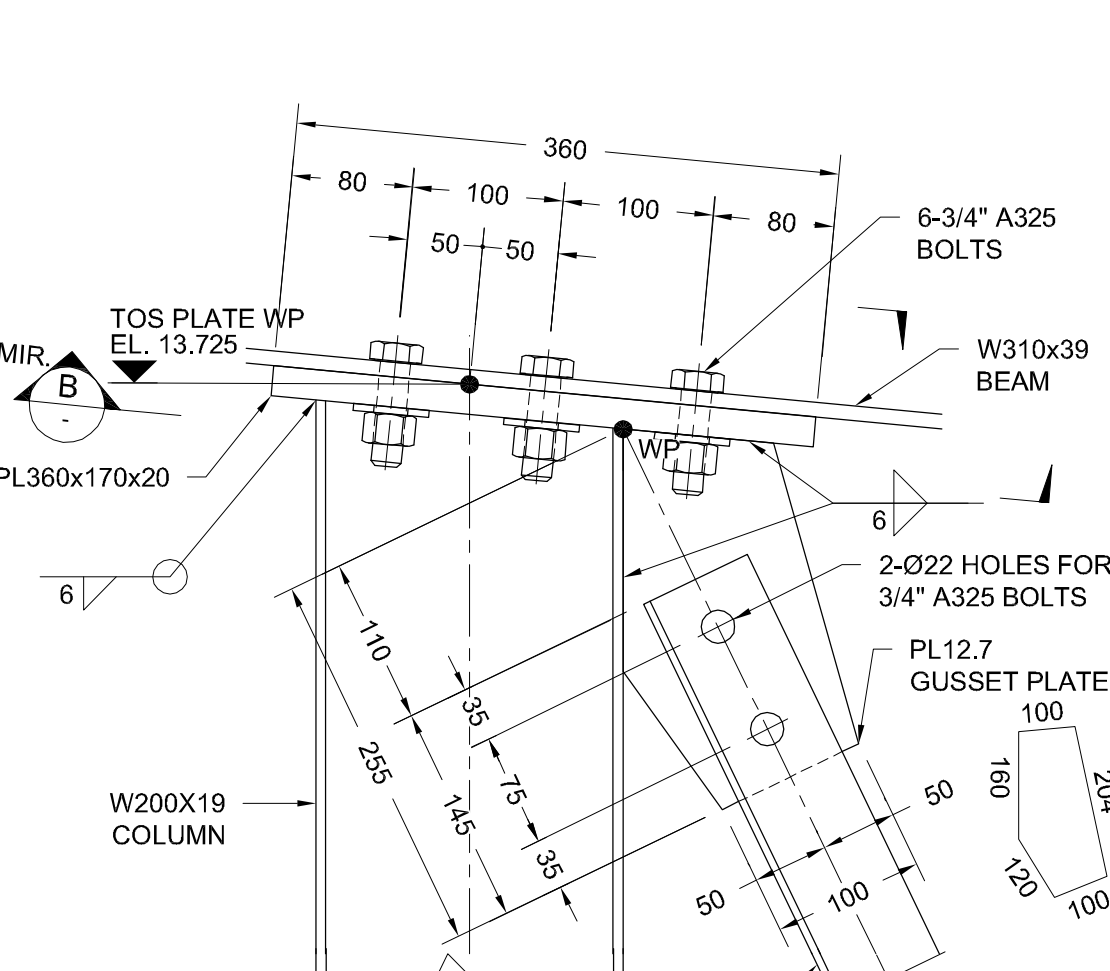 360
80
100
100
80
50
50
6-3/4" A325
BOLTS
TOS PLATE WP
EL. 13.725
MIR.
B
-
W310x39
BEAM
PL360x170x20
WP
6
6
2-Ø22 HOLES FOR
3/4" A325 BOLTS
110
35
PL12.7
GUSSET PLATE
100
255
75
145
35
160
204
50
W200X19
COLUMN
120
50
100
100